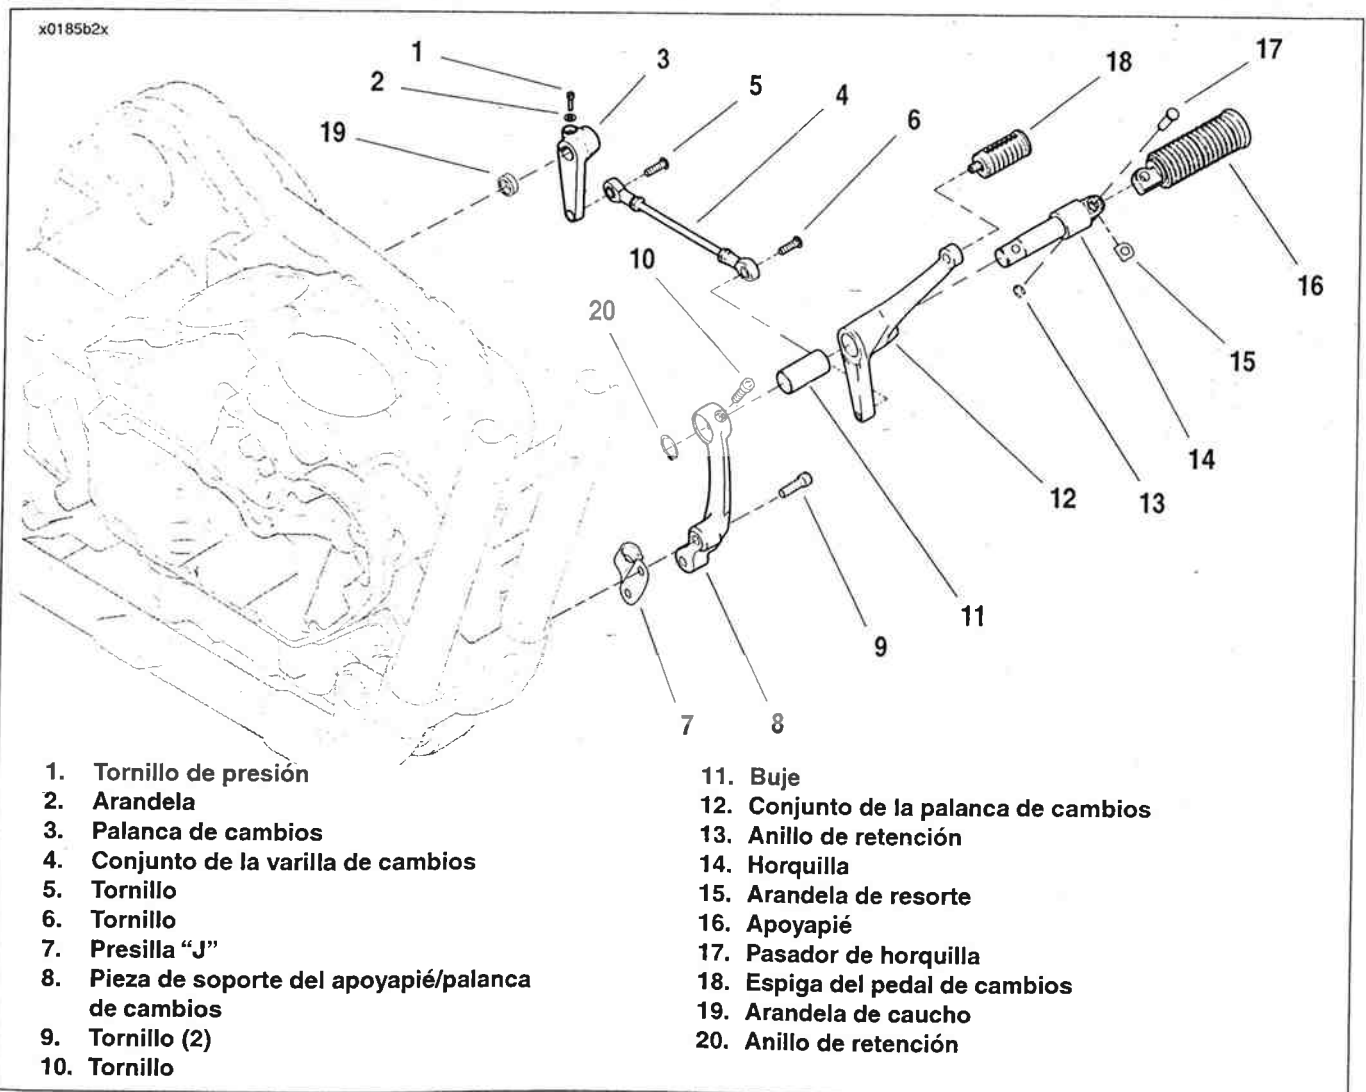 x0185b2x
1
2
3
4
5
6
7
8
9
10
11
12
13
14
15
16
17
18
19
20
1. Tornillo de presión
2. Arandela
3. Palanca de cambios
4. Conjunto de la varilla de cambios
5. Tornillo
6. Tornillo
7. Presilla “J”
8. Pieza de soporte del apoyapié/palanca
de cambios
9. Tornillo (2)
10. Tornillo
11. Buje
12. Conjunto de la palanca de cambios
13. Anillo de retención
14. Horquilla
15. Arandela de resorte
16. Apoyapié
17. Pasador de horquilla
18. Espiga del pedal de cambios
19. Arandela de caucho
20. Anillo de retención